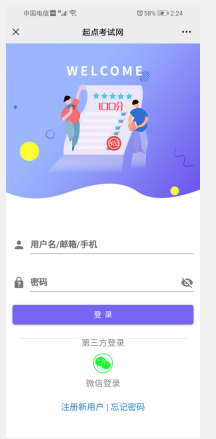 中国电信 58% 2:24
起点考试网
WELCOME
100分
用户名/邮箱/手机
密码
登录
第三方登录
微信登录
注册新用户 | 忘记密码